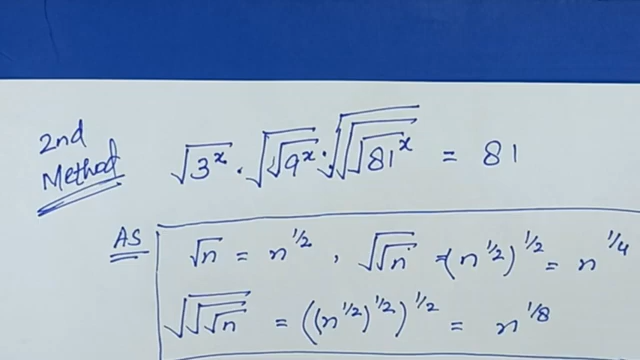 2nd
Method
√3^x · √√9^x · √√√81^x = 81
AS
√n = n^1/2 , √√n = (n^1/2)^1/2 = n^1/4
√√√n = ((n^1/2)^1/2)^1/2 = n^1/8